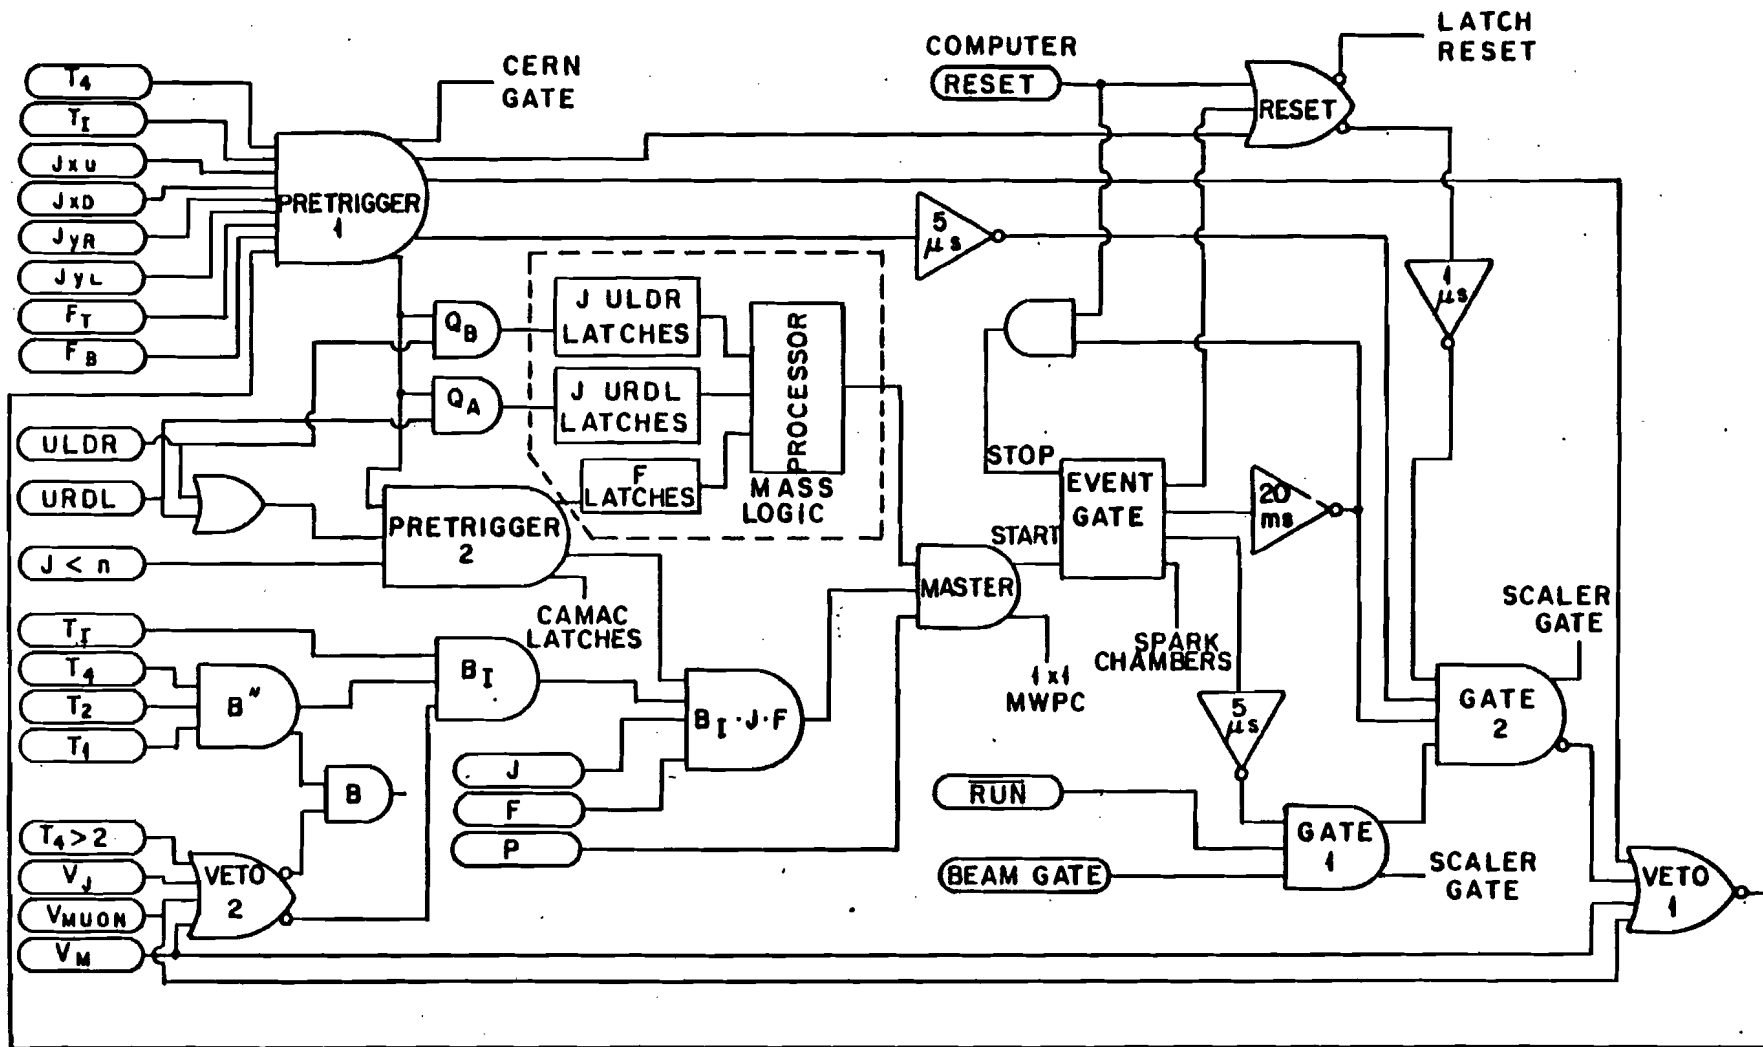 LATCH
RESET
COMPUTER
RESET
RESET
CERN
GATE
T4
TI
JxU
JxD
JyR
JyL
FT
FB
PRETRIGGER
1
5
μs
1
μs
QB
J ULDR
LATCHES
QA
J URDL
LATCHES
PROCESSOR
F
LATCHES
MASS
LOGIC
ULDR
URDL
J < n
PRETRIGGER
2
CAMAC
LATCHES
STOP
START
EVENT
GATE
20
ms
MASTER
SPARK
CHAMBERS
1x1
MWPC
SCALER
GATE
TI
T4
T2
T1
B"
BI
B
BI·J·F
J
F
P
5
μs
GATE
2
RUN
BEAM GATE
GATE
1
SCALER
GATE
T4>2
VJ
VMUON
VM
VETO
2
VETO
1